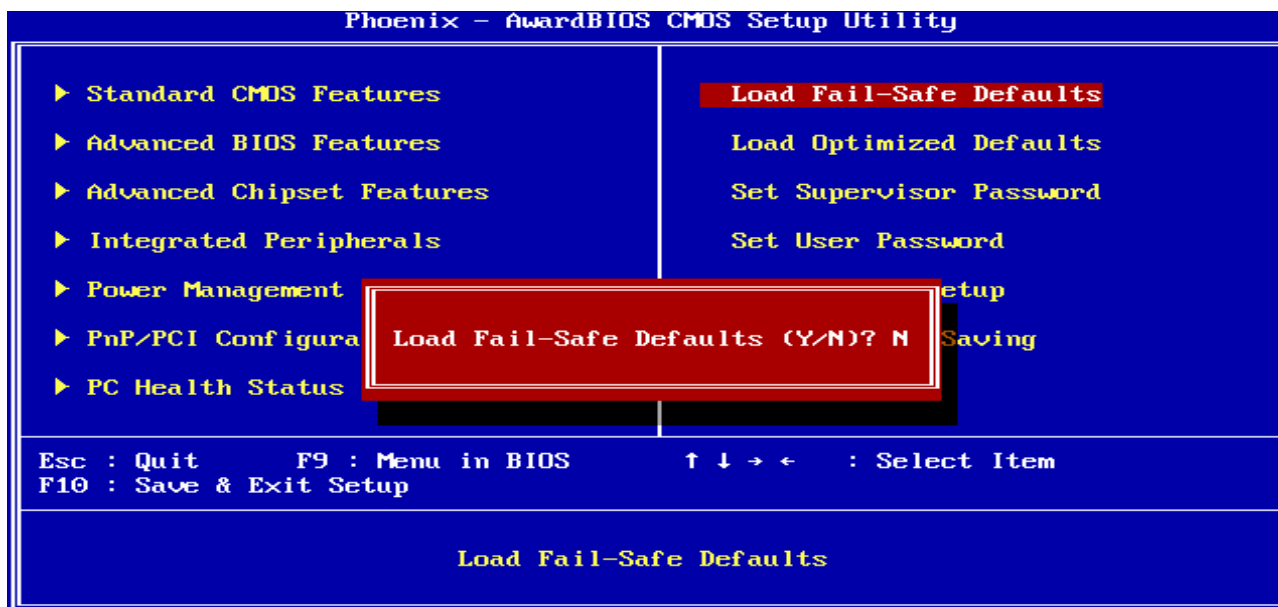 Phoenix – AwardBIOS CMOS Setup Utility
▶ Standard CMOS Features
▶ Advanced BIOS Features
▶ Advanced Chipset Features
▶ Integrated Peripherals
▶ Power Management
▶ PnP/PCI Configura
▶ PC Health Status
Load Fail-Safe Defaults
Load Optimized Defaults
Set Supervisor Password
Set User Password
etup
Saving
Load Fail-Safe Defaults (Y/N)? N
Esc : Quit F9 : Menu in BIOS ↑ ↓ → ← : Select Item
F10 : Save & Exit Setup
Load Fail-Safe Defaults